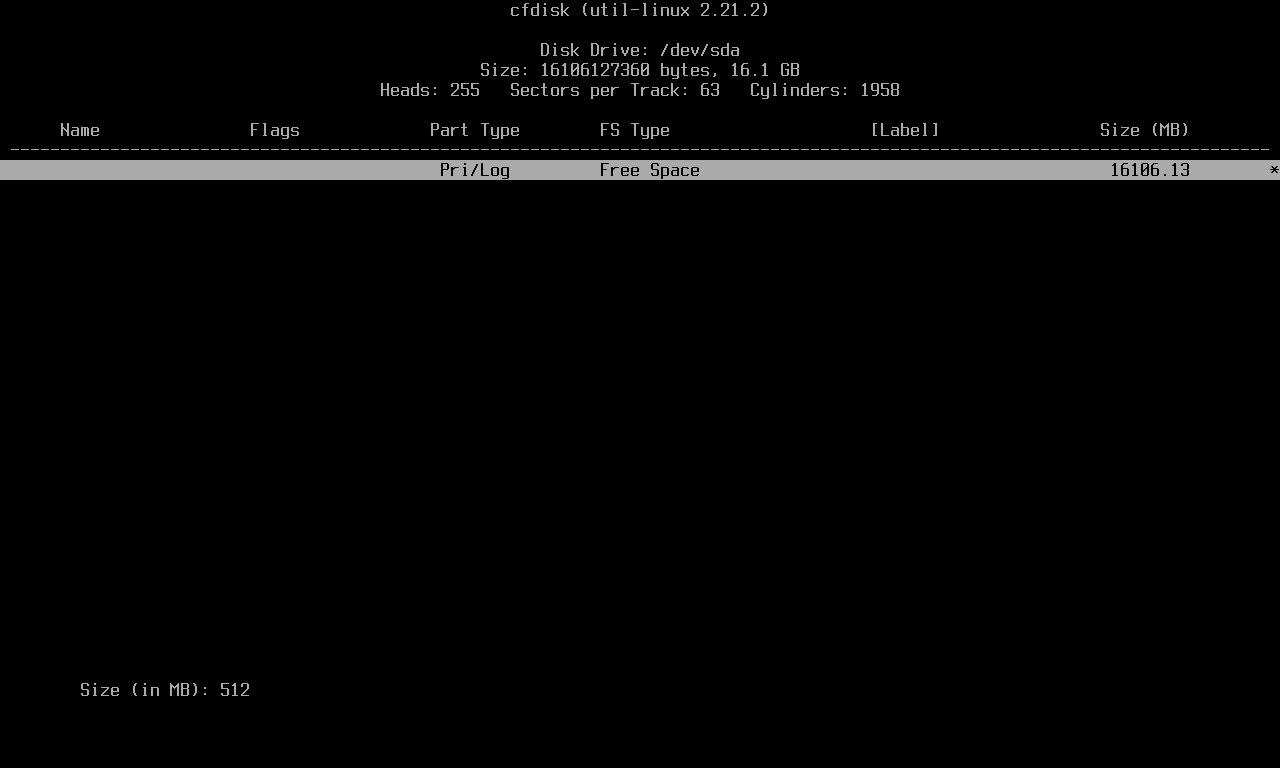 cfdisk (util-linux 2.21.2)
Disk Drive: /dev/sda
Size: 16106127360 bytes, 16.1 GB
Heads: 255   Sectors per Track: 63   Cylinders: 1958
Name   Flags   Part Type   FS Type   [Label]   Size (MB)
Pri/Log   Free Space   16106.13   *
Size (in MB): 512